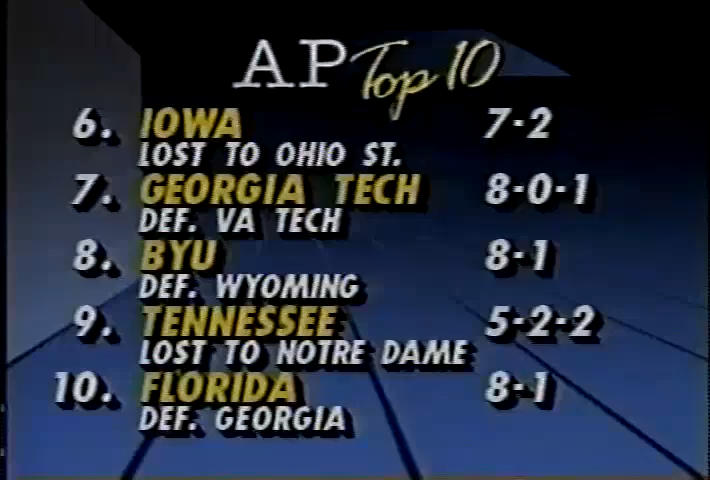 AP Top 10
6. IOWA 7-2
LOST TO OHIO ST.
7. GEORGIA TECH 8-0-1
DEF. VA TECH
8. BYU 8-1
DEF. WYOMING
9. TENNESSEE 5-2-2
LOST TO NOTRE DAME
10. FLORIDA 8-1
DEF. GEORGIA